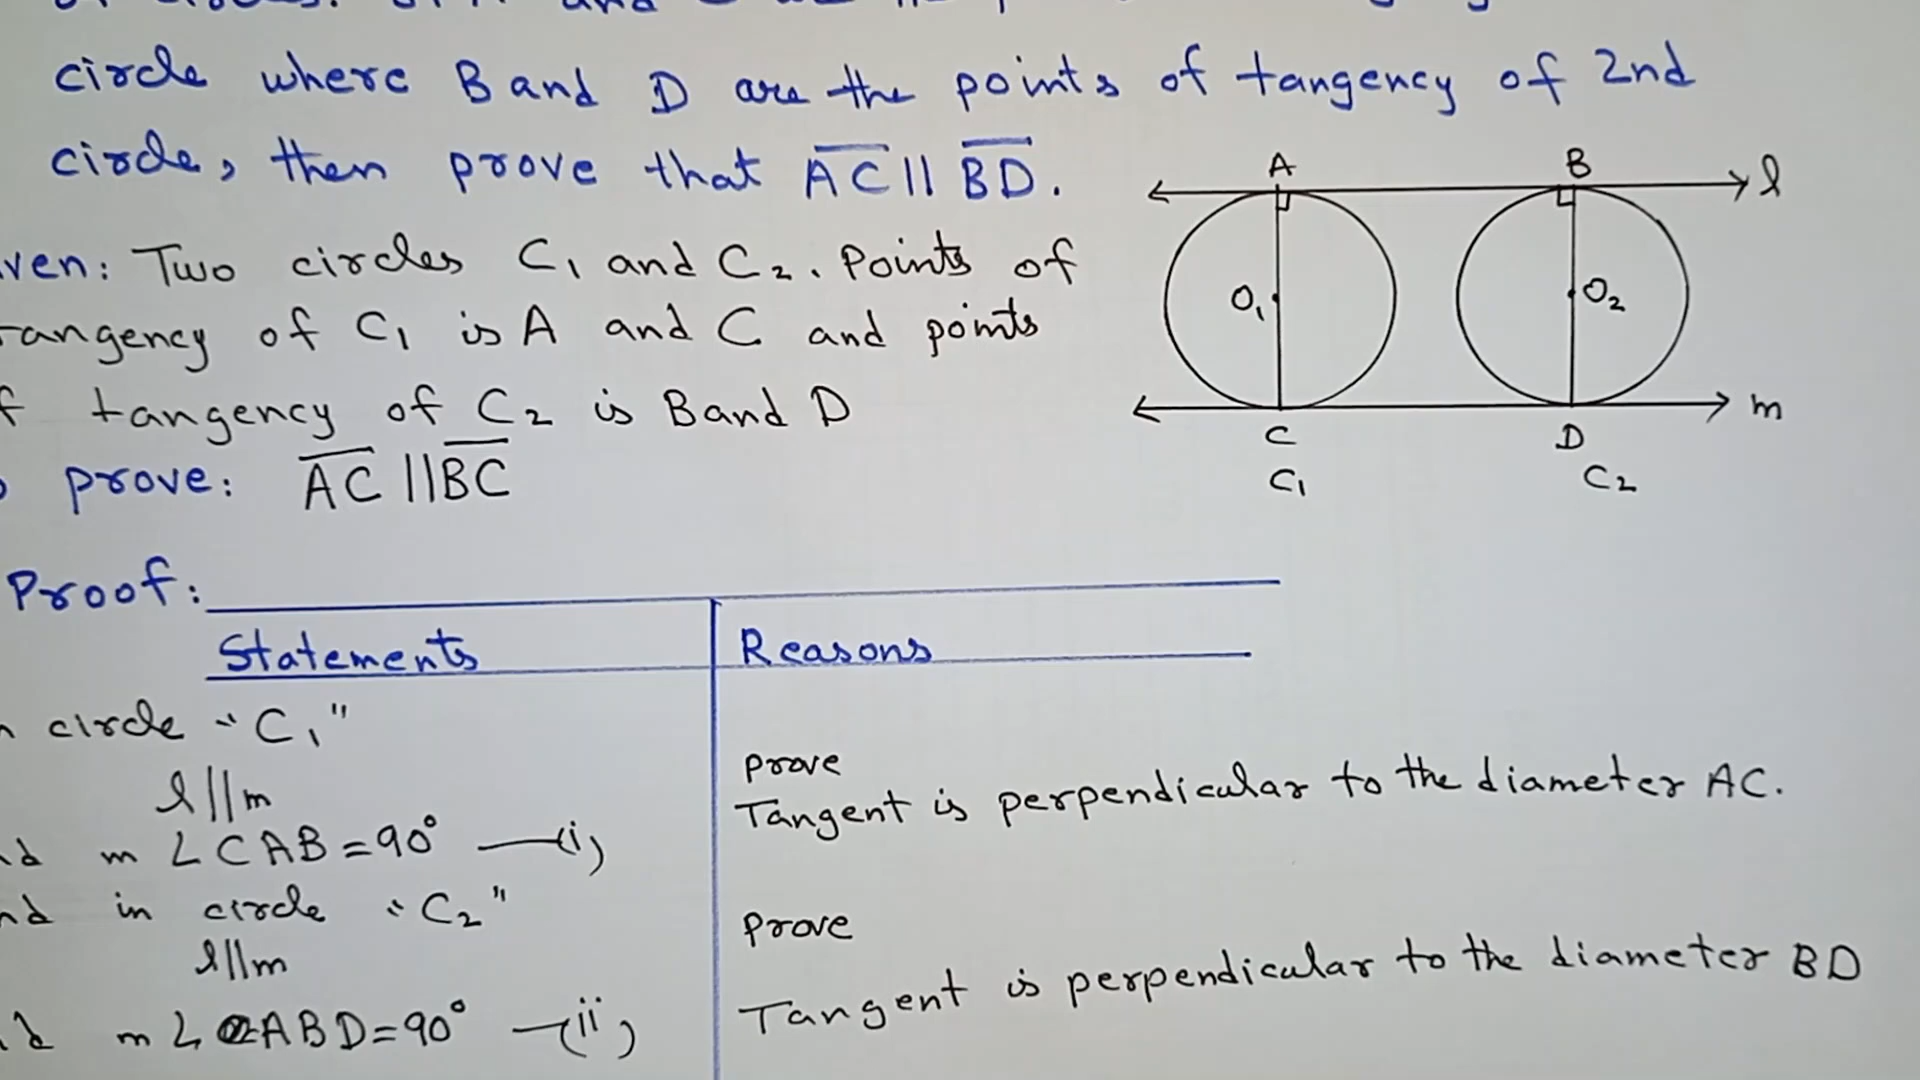 circle where B and D are the points of tangency of 2nd
circle, then prove that AC || BD.
ven: Two circles C₁ and C₂. Points of
tangency of C₁ is A and C and points
f tangency of C₂ is B and D
prove: AC || BC
A B l
O₁ O₂
m
C D
C₁ C₂
Proof:
Statements Reasons
n circle "C₁"
l||m prove
Tangent is perpendicular to the diameter AC.
nd m∠CAB=90° —(i)
nd in circle "C₂" prove
l||m
Tangent is perpendicular to the diameter BD
d m∠ABD=90° —(ii)